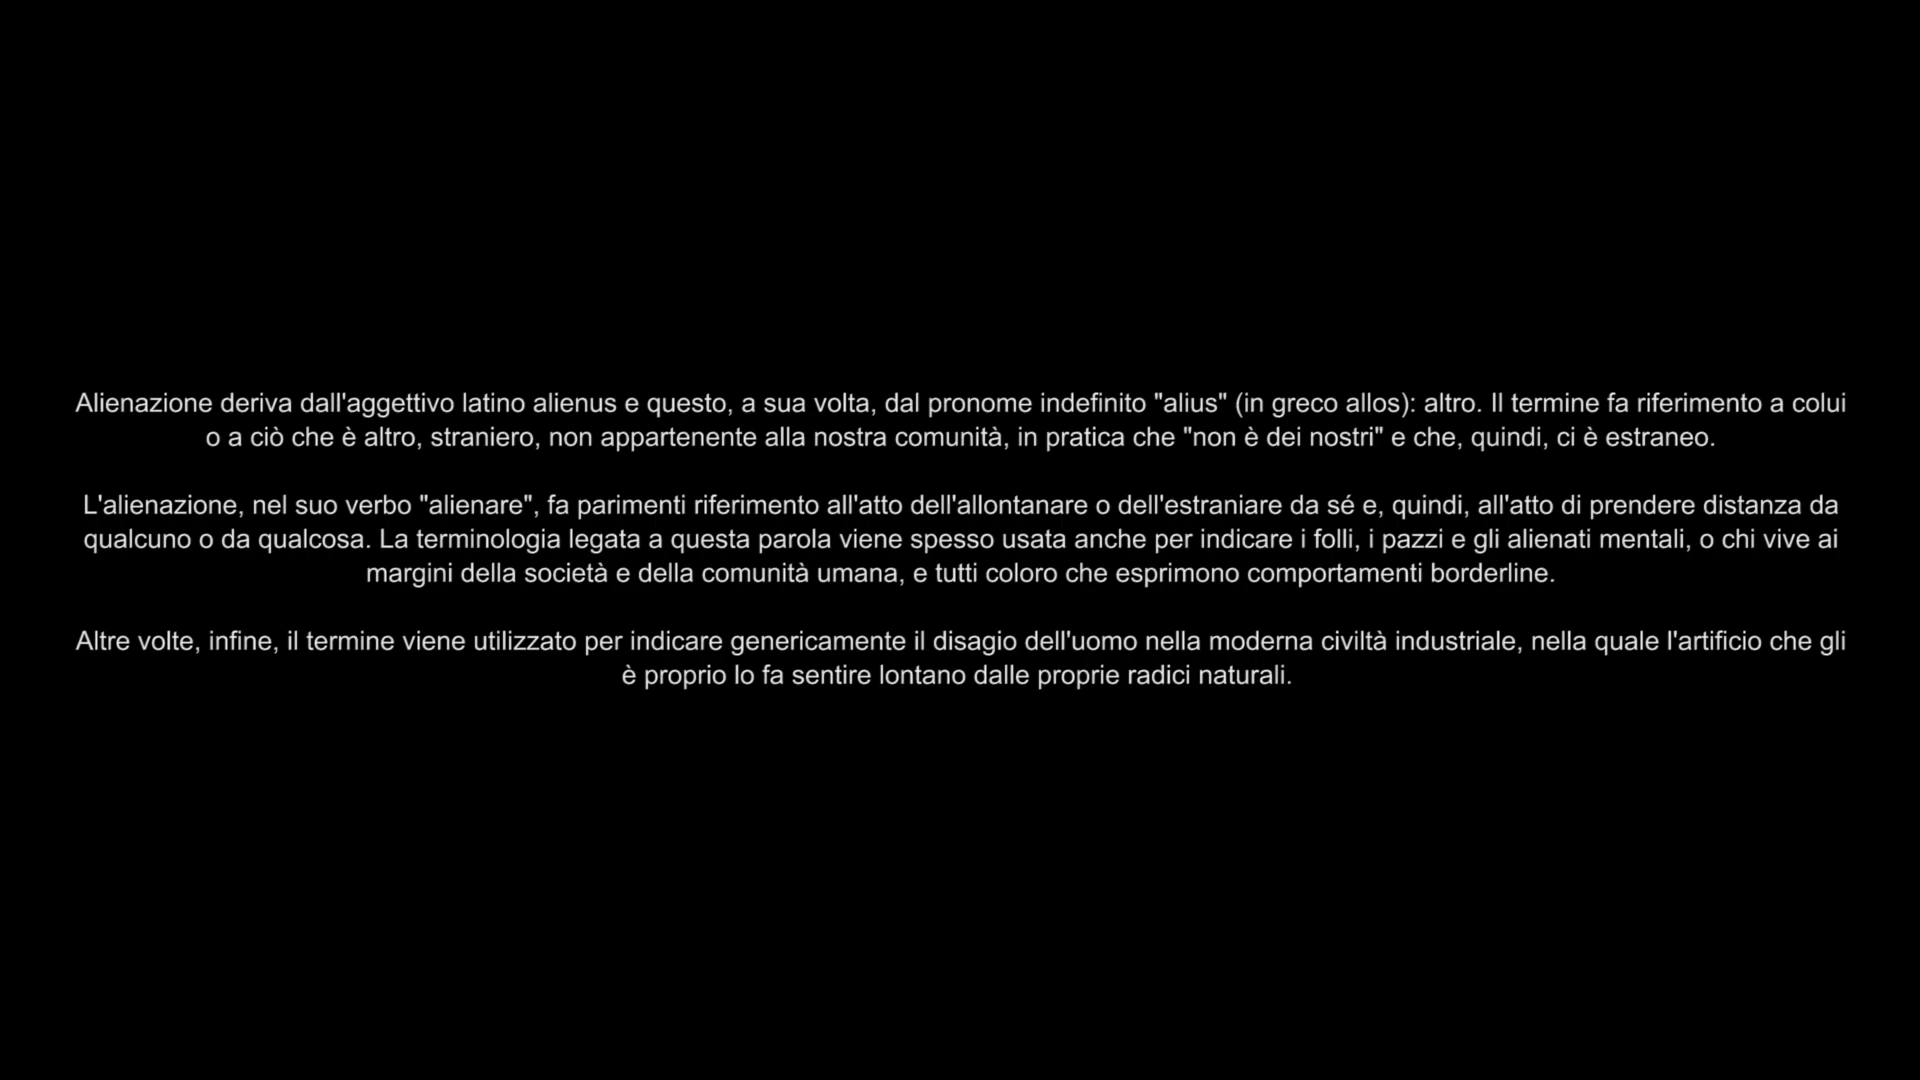 Alienazione deriva dall'aggettivo latino alienus e questo, a sua volta, dal pronome indefinito "alius" (in greco allos): altro. Il termine fa riferimento a colui
o a ciò che è altro, straniero, non appartenente alla nostra comunità, in pratica che "non è dei nostri" e che, quindi, ci è estraneo.
L'alienazione, nel suo verbo "alienare", fa parimenti riferimento all'atto dell'allontanare o dell'estraniare da sé e, quindi, all'atto di prendere distanza da
qualcuno o da qualcosa. La terminologia legata a questa parola viene spesso usata anche per indicare i folli, i pazzi e gli alienati mentali, o chi vive ai
margini della società e della comunità umana, e tutti coloro che esprimono comportamenti borderline.
Altre volte, infine, il termine viene utilizzato per indicare genericamente il disagio dell'uomo nella moderna civiltà industriale, nella quale l'artificio che gli
è proprio lo fa sentire lontano dalle proprie radici naturali.